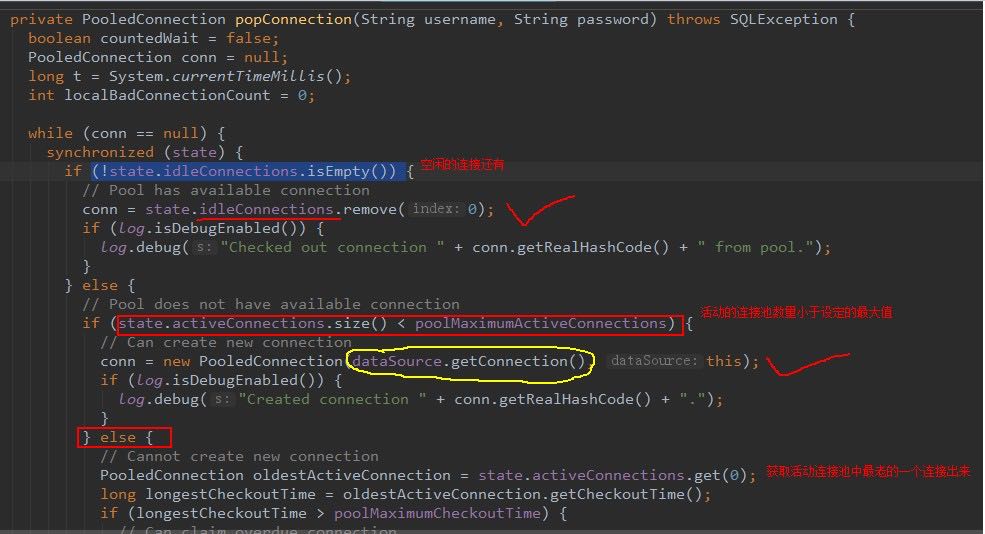 private PooledConnection popConnection(String username, String password) throws SQLException {
boolean countedWait = false;
PooledConnection conn = null;
long t = System.currentTimeMillis();
int localBadConnectionCount = 0;
while (conn == null) {
synchronized (state) {
if (!state.idleConnections.isEmpty()) { 空闲的连接还有
// Pool has available connection
conn = state.idleConnections.remove( index: 0);
if (log.isDebugEnabled()) {
log.debug( s: "Checked out connection " + conn.getRealHashCode() + " from pool.");
}
} else {
// Pool does not have available connection
if (state.activeConnections.size() < poolMaximumActiveConnections) { 活动的连接池数量小于设定的最大值
// Can create new connection
conn = new PooledConnection(dataSource.getConnection(), dataSource: this);
if (log.isDebugEnabled()) {
log.debug( s: "Created connection " + conn.getRealHashCode() + ".");
}
} else {
// Cannot create new connection
PooledConnection oldestActiveConnection = state.activeConnections.get(0); 获取活动连接池中最老的一个连接出来
long longestCheckoutTime = oldestActiveConnection.getCheckoutTime();
if (longestCheckoutTime > poolMaximumCheckoutTime) {
// Can claim overdue connection